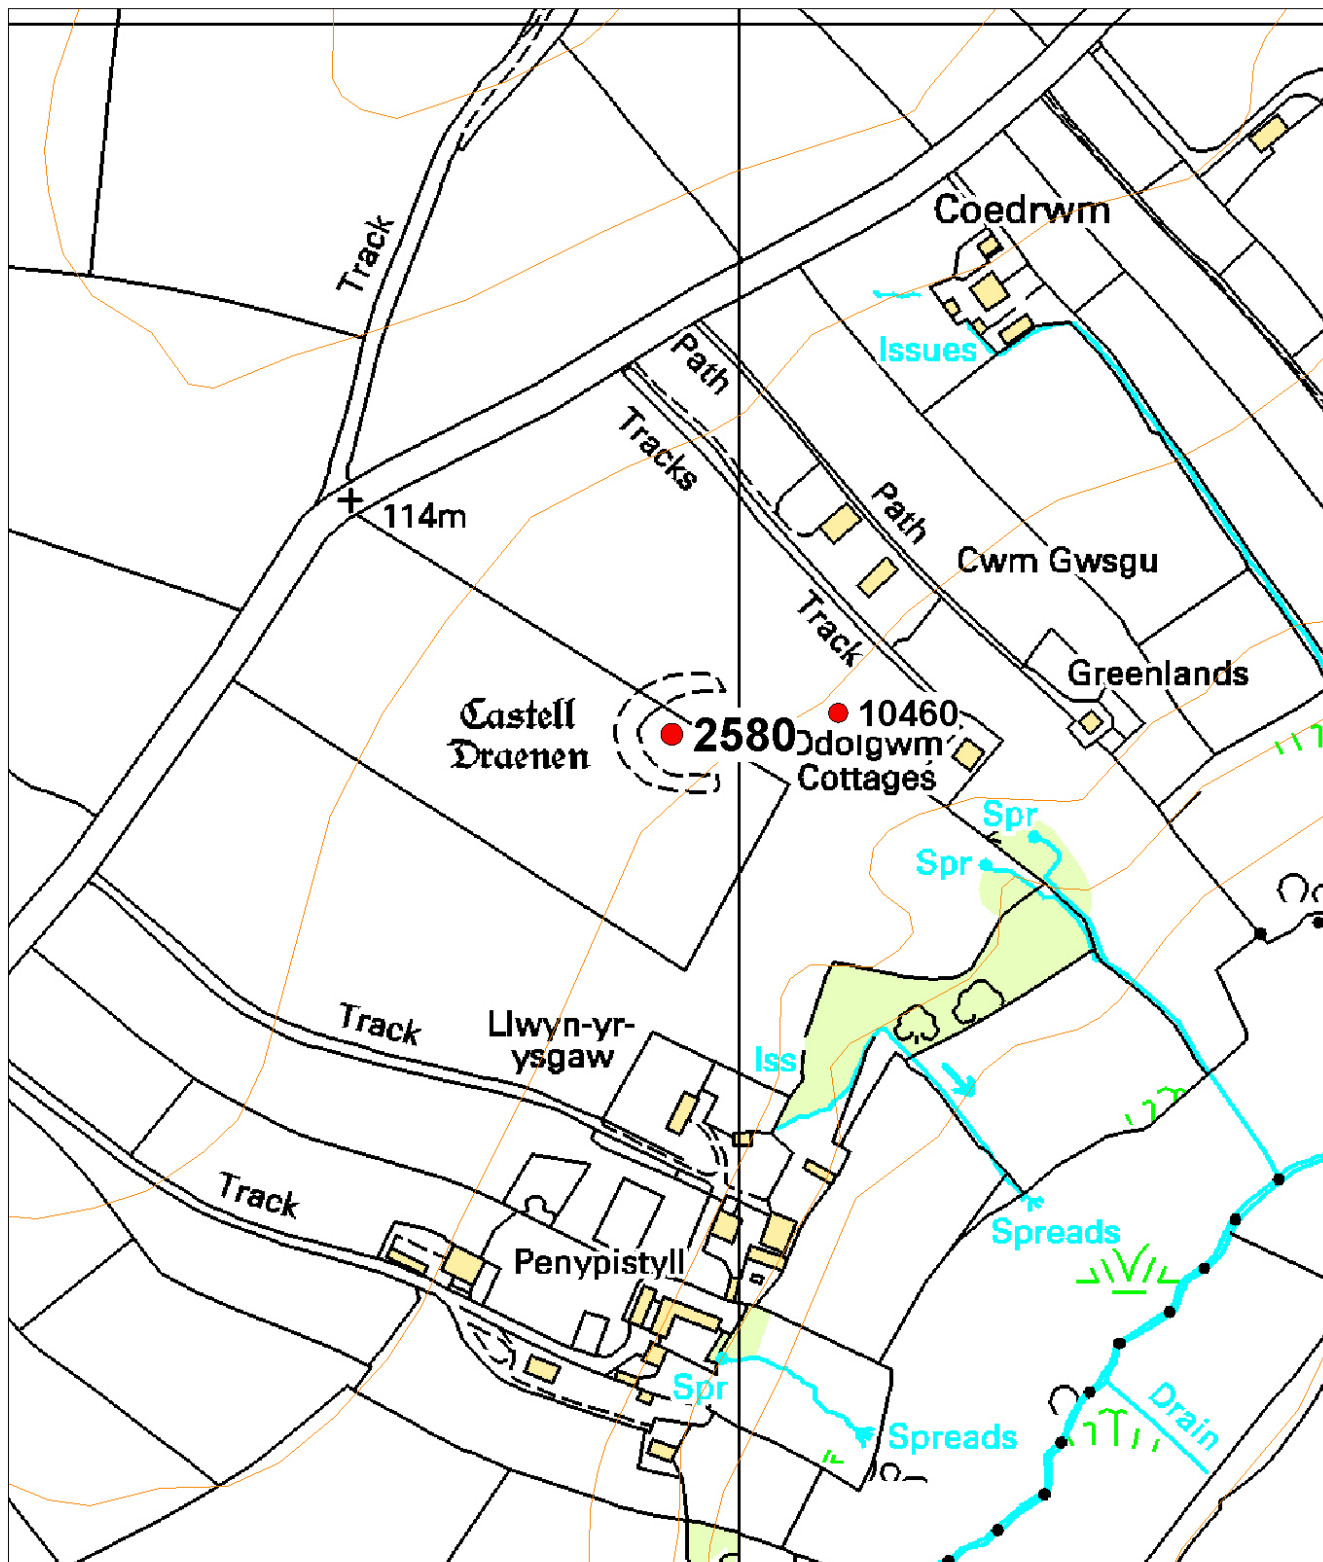 Track
Coedrwm
Issues
Path
Tracks
Path
114m
Cwm Gwsgu
Track
Greenlands
Castell
Draenen
2580
10460
Ddolgwm
Cottages
Spr
Spr
Track
Llwyn-yr-
ysgaw
Iss
Track
Spreads
Penypistyll
Spr
Spreads
Drain